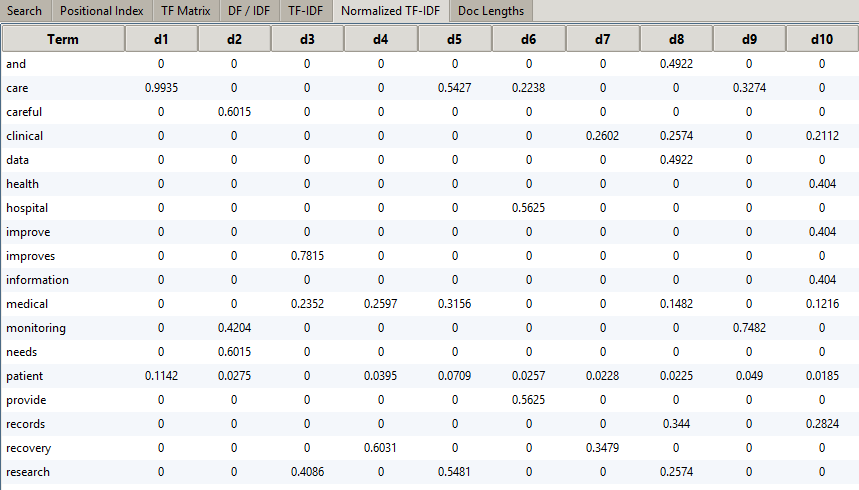 Search Positional Index TF Matrix DF / IDF TF-IDF Normalized TF-IDF Doc Lengths
Term d1 d2 d3 d4 d5 d6 d7 d8 d9 d10
and 0 0 0 0 0 0 0 0.4922 0 0
care 0.9935 0 0 0 0.5427 0.2238 0 0 0.3274 0
careful 0 0.6015 0 0 0 0 0 0 0 0
clinical 0 0 0 0 0 0 0.2602 0.2574 0 0.2112
data 0 0 0 0 0 0 0 0.4922 0 0
health 0 0 0 0 0 0 0 0 0 0.404
hospital 0 0 0 0 0 0.5625 0 0 0 0
improve 0 0 0 0 0 0 0 0 0 0.404
improves 0 0 0.7815 0 0 0 0 0 0 0
information 0 0 0 0 0 0 0 0 0 0.404
medical 0 0 0.2352 0.2597 0.3156 0 0 0.1482 0 0.1216
monitoring 0 0.4204 0 0 0 0 0 0 0.7482 0
needs 0 0.6015 0 0 0 0 0 0 0 0
patient 0.1142 0.0275 0 0.0395 0.0709 0.0257 0.0228 0.0225 0.049 0.0185
provide 0 0 0 0 0 0.5625 0 0 0 0
records 0 0 0 0 0 0 0 0.344 0 0.2824
recovery 0 0 0 0.6031 0 0 0.3479 0 0 0
research 0 0 0.4086 0 0.5481 0 0 0.2574 0 0